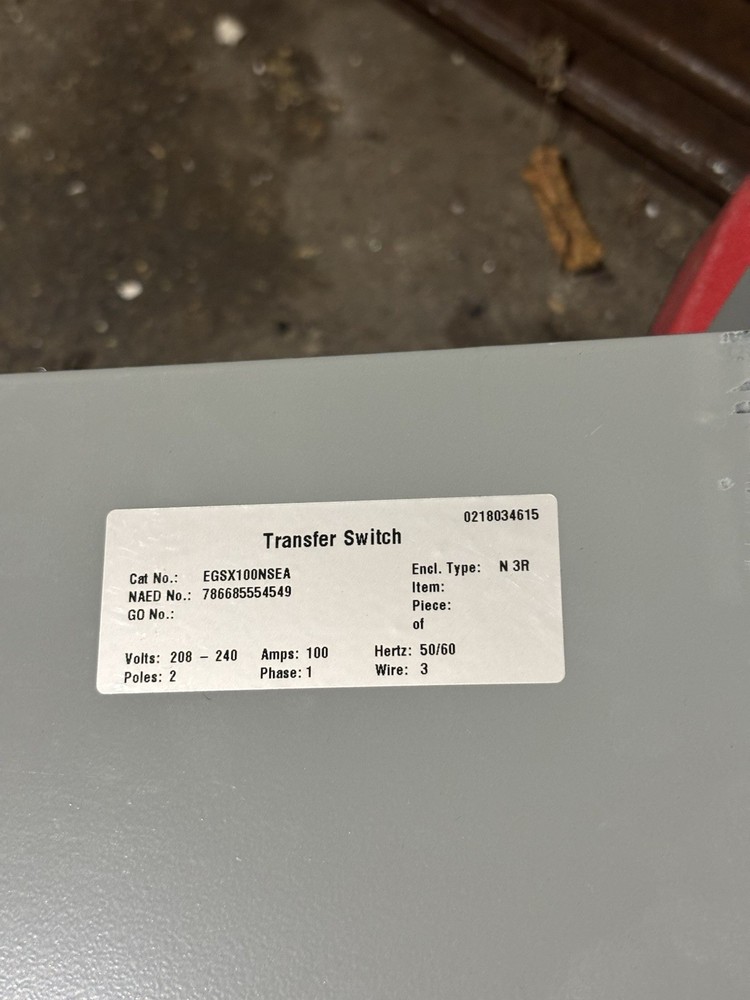 0218034615
Transfer Switch
Cat No.: EGSX100NSEA Encl. Type: N 3R
NAED No.: 786685554549 Item:
GO No.: Piece:
of
Volts: 208 – 240 Amps: 100 Hertz: 50/60
Poles: 2 Phase: 1 Wire: 3